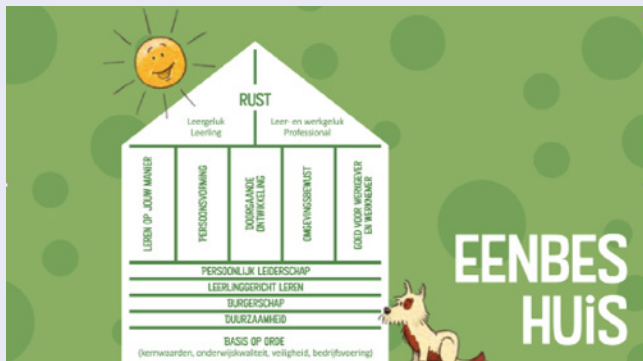 RUST
Leergeluk
Leerling
Leer- en werkgeluk
Professional
LEREN OP JOUW MANIER
PERSOONSVORMING
DOORGAANDE
ONTWIKKELING
OMGEVINGSBEWUST
GOED VOOR WERKGEVER
EN WERKNEMER
PERSOONLIJK LEIDERSCHAP
LEERLINGGERICHT LEREN
BURGERSCHAP
DUURZAAMHEID
BASIS OP ORDE
(kernwaarden, onderwijskwaliteit, veiligheid, bedrijfsvoering)
EENBES
HUiS